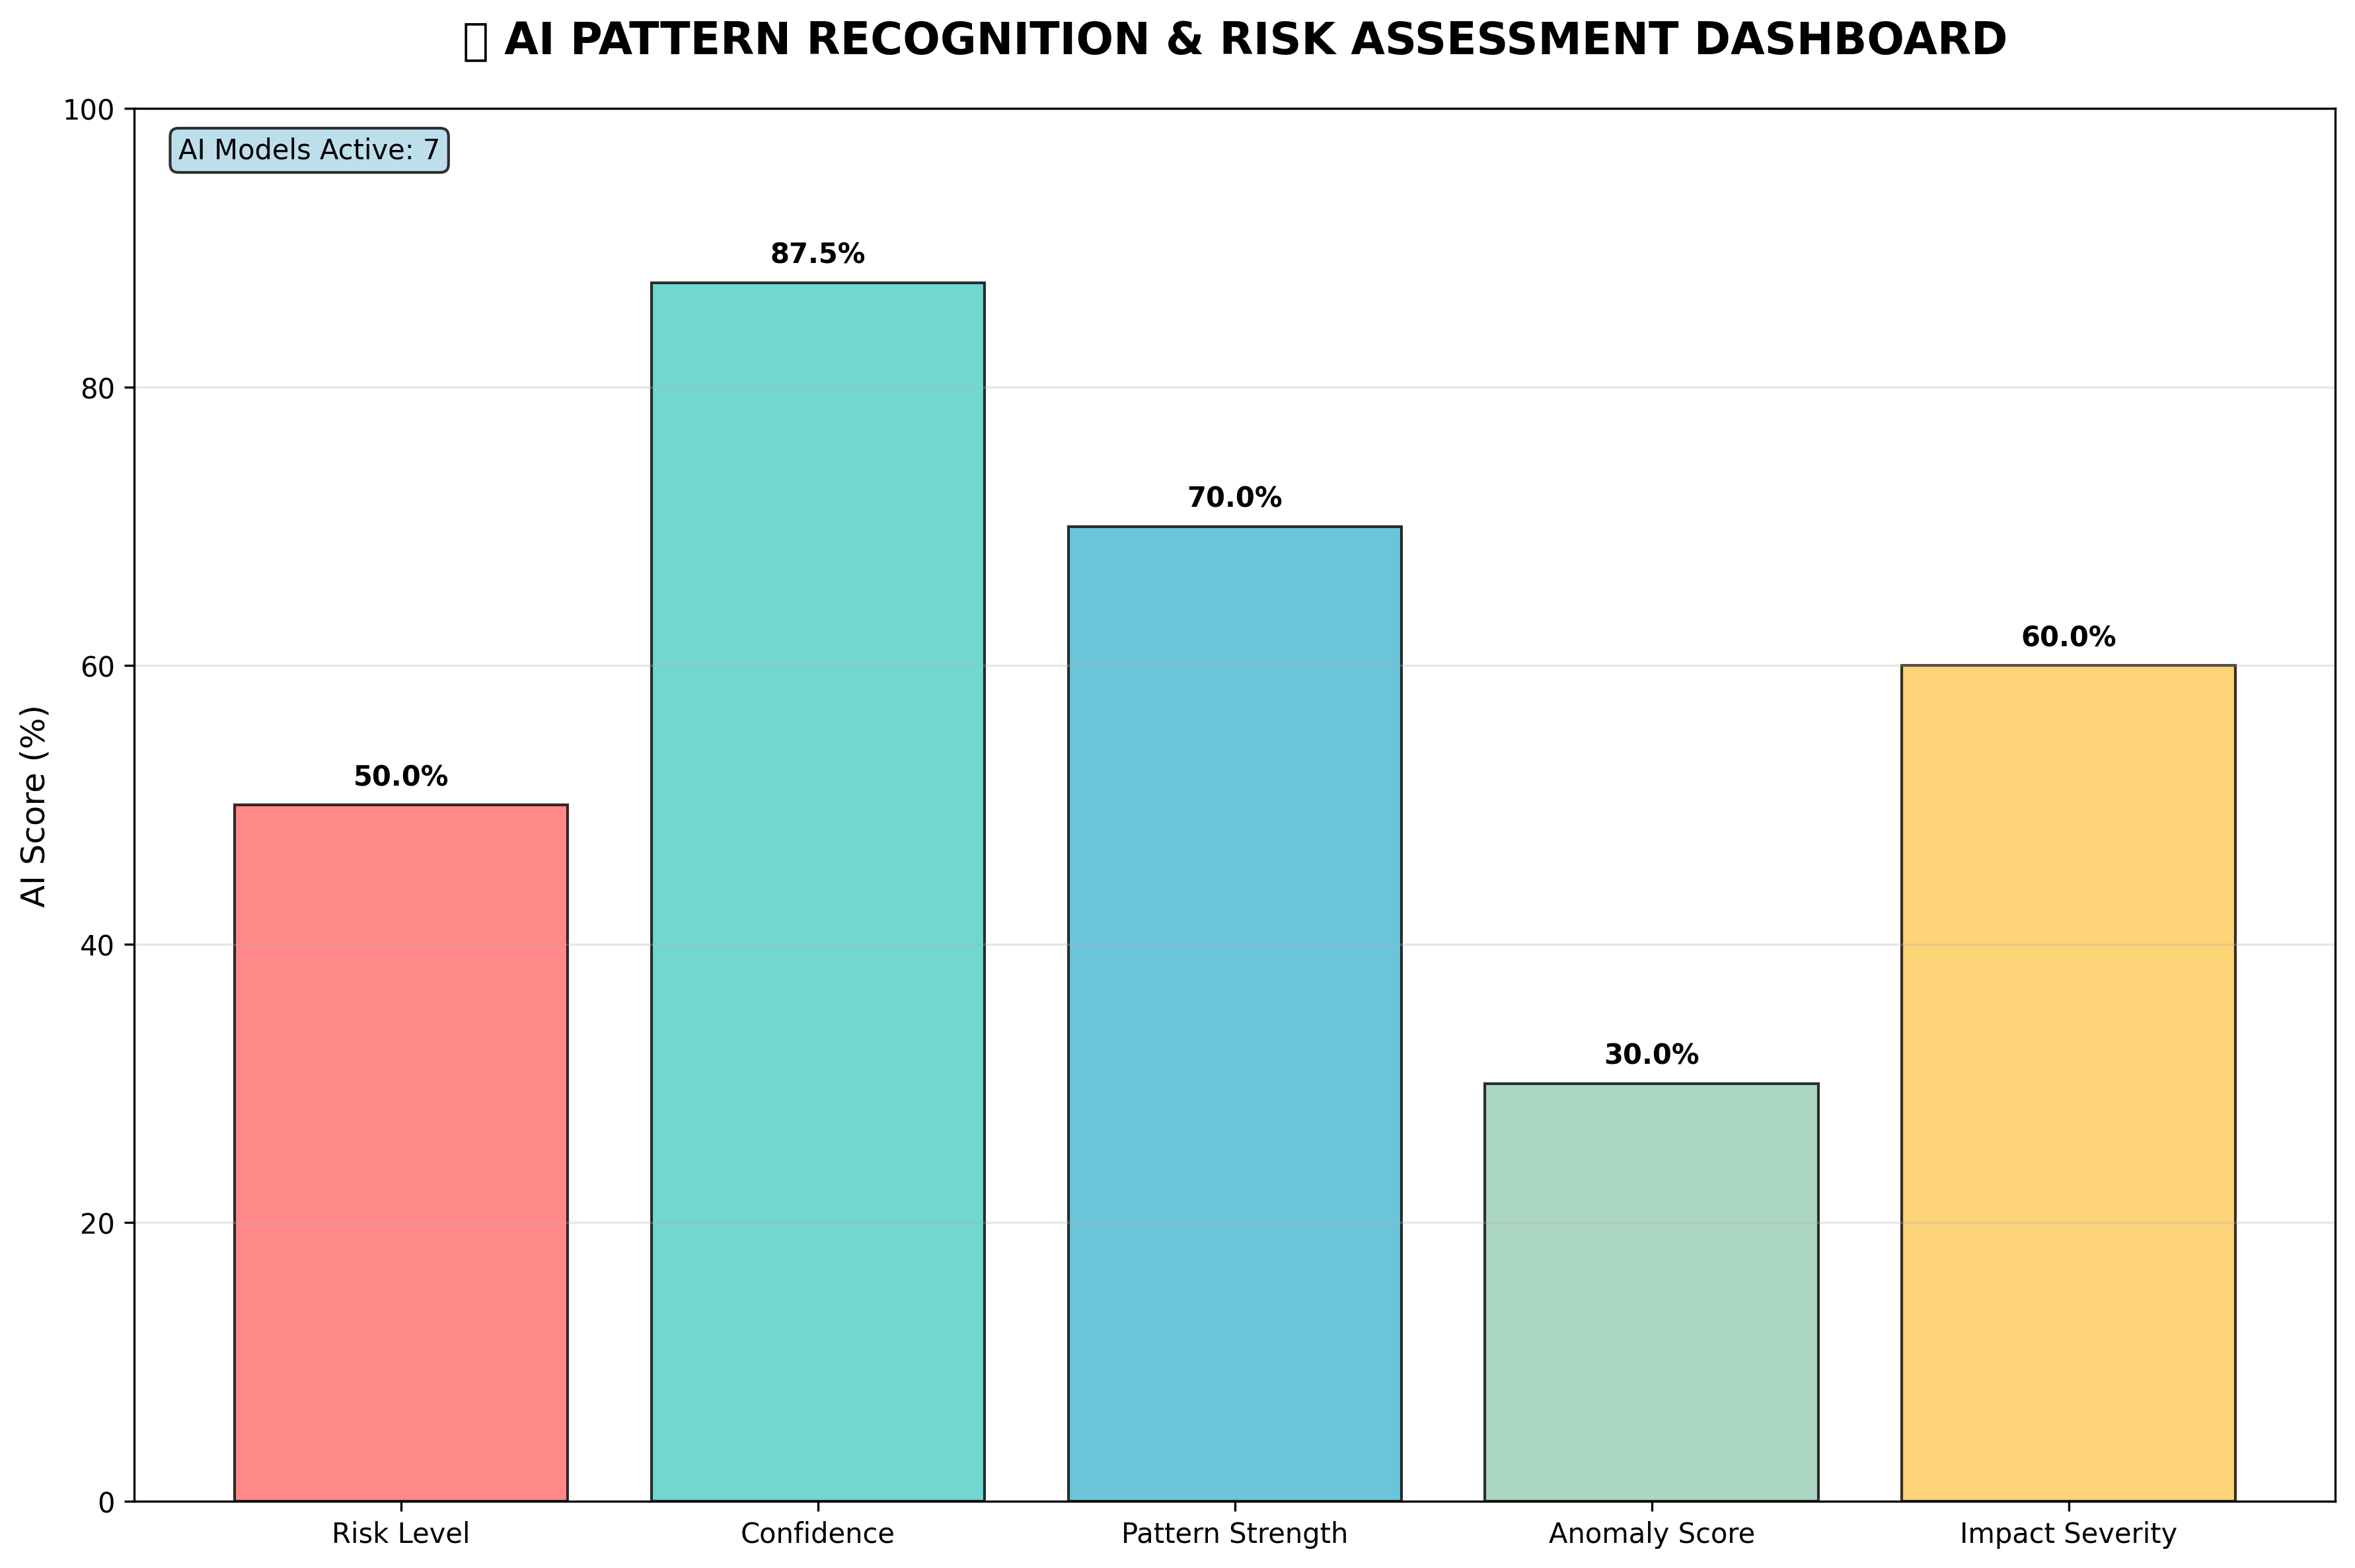 AI PATTERN RECOGNITION & RISK ASSESSMENT DASHBOARD
100
AI Models Active: 7
87.5%
80
70.0%
60.0%
60
50.0%
AI Score (%)
40
30.0%
20
0
Risk Level
Confidence
Pattern Strength
Anomaly Score
Impact Severity